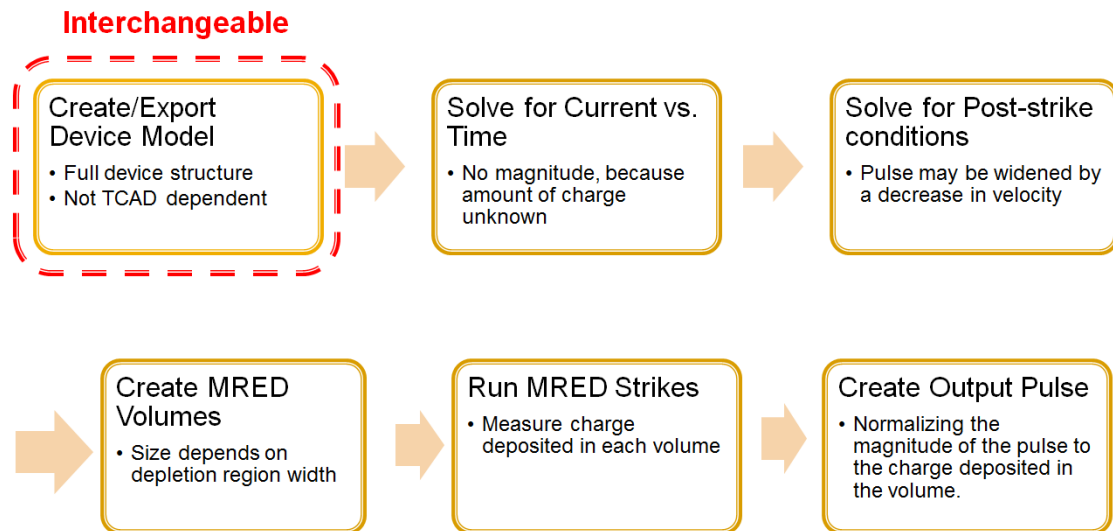 Interchangeable
Create/Export
Device Model
• Full device structure
• Not TCAD dependent
Solve for Current vs.
Time
• No magnitude, because
amount of charge
unknown
Solve for Post-strike
conditions
• Pulse may be widened by
a decrease in velocity
Create MRED
Volumes
• Size depends on
depletion region width
Run MRED Strikes
• Measure charge
deposited in each volume
Create Output Pulse
• Normalizing the
magnitude of the pulse to
the charge deposited in
the volume.